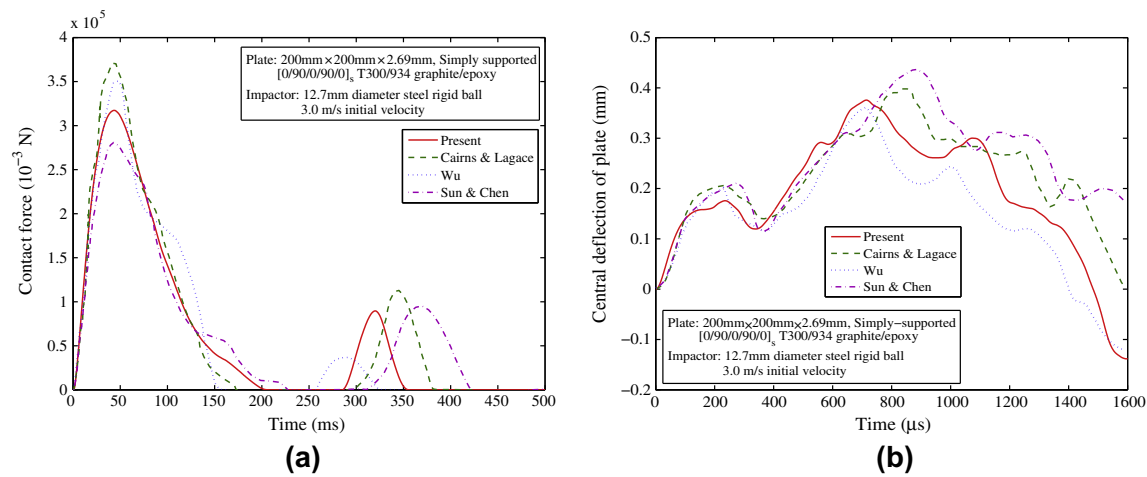 x 10⁵
4
3.5
3
2.5
2
1.5
1
0.5
0
Contact force (10⁻³ N)
Plate: 200mm×200mm×2.69mm, Simply supported
[0/90/0/90/0]ₛ T300/934 graphite/epoxy
Impactor: 12.7mm diameter steel rigid ball
3.0 m/s initial velocity
Present
Cairns & Lagace
Wu
Sun & Chen
0 50 100 150 200 250 300 350 400 450 500
Time (ms)
(a)
0.5
0.4
0.3
0.2
0.1
0
−0.1
−0.2
Central deflection of plate (mm)
Present
Cairns & Lagace
Wu
Sun & Chen
Plate: 200mm×200mm×2.69mm, Simply−supported
[0/90/0/90/0]ₛ T300/934 graphite/epoxy
Impactor: 12.7mm diameter steel rigid ball
3.0 m/s initial velocity
0 200 400 600 800 1000 1200 1400 1600
Time (μs)
(b)